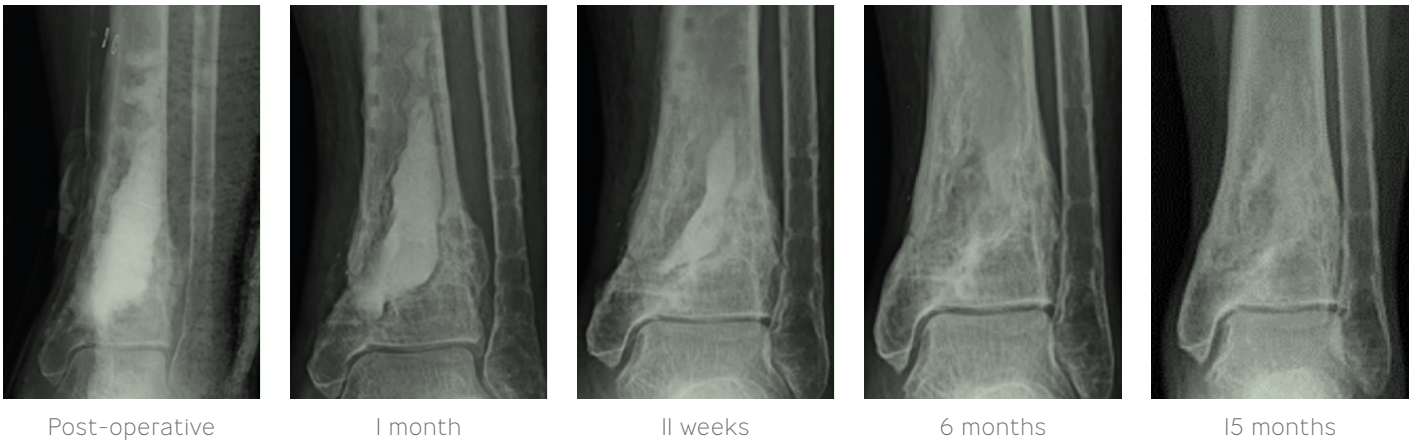 Post-operative
1 month
11 weeks
6 months
15 months